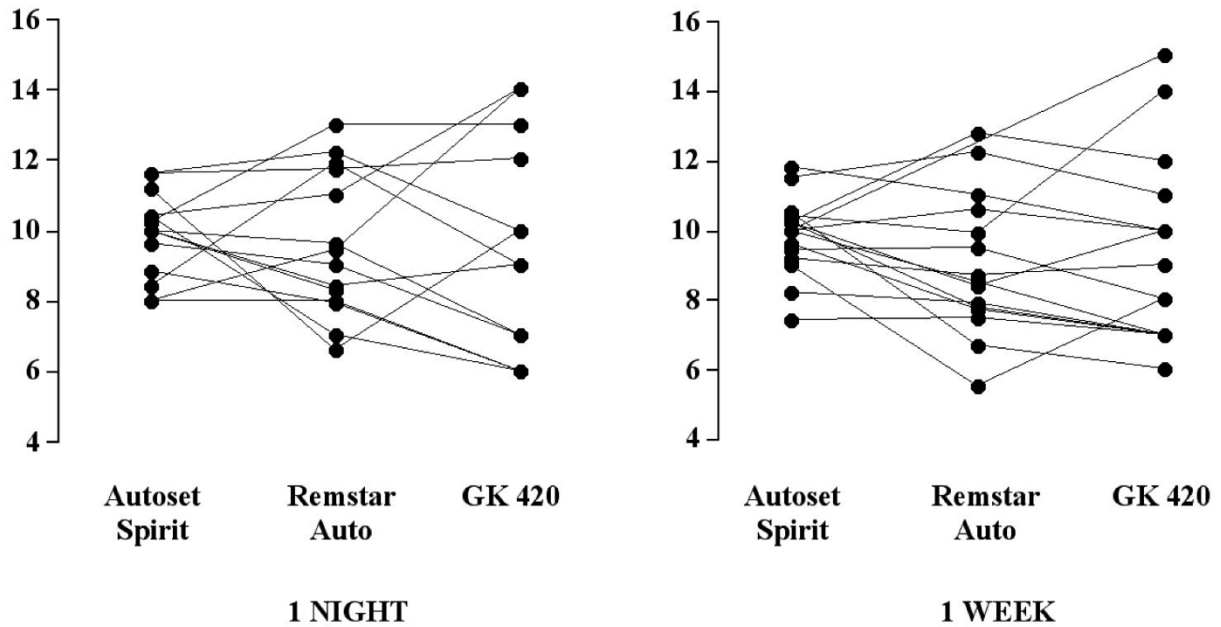 16
14
12
10
8
6
4
Autoset
Spirit
Remstar
Auto
GK 420
1 NIGHT
16
14
12
10
8
6
4
Autoset
Spirit
Remstar
Auto
GK 420
1 WEEK